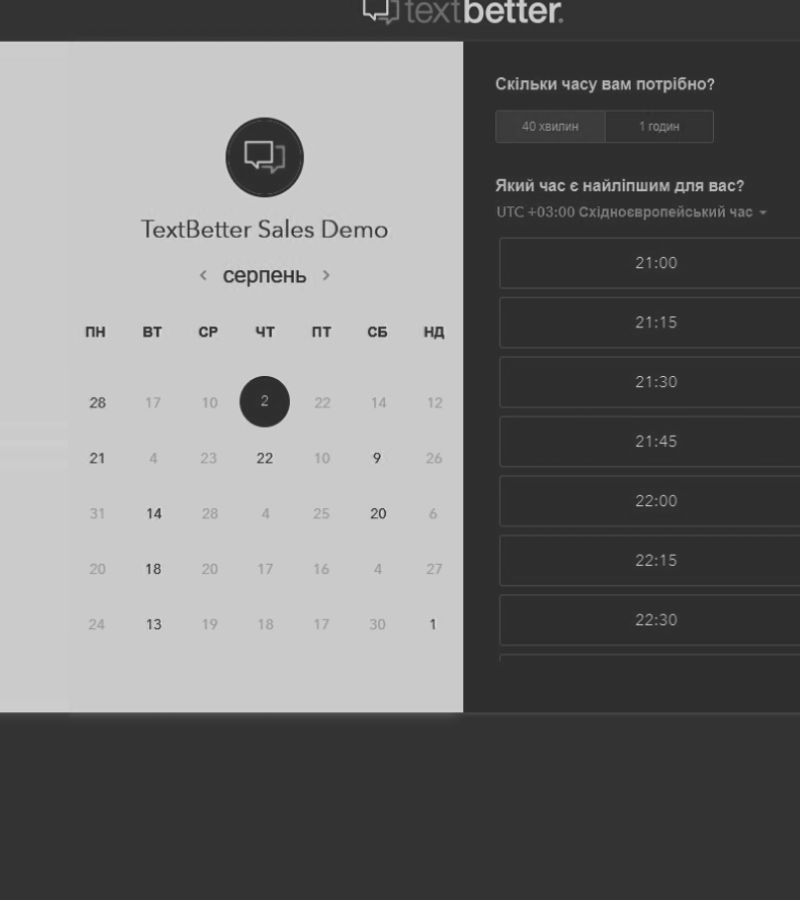 textbetter.
TextBetter Sales Demo
< серпень >
ПН ВТ СР ЧТ ПТ СБ НД
28 17 10 2 22 14 12
21 4 23 22 10 9 26
31 14 28 4 25 20 6
20 18 20 17 16 4 27
24 13 19 18 17 30 1
Скільки часу вам потрібно?
40 хвилин 1 годин
Який час є найліпшим для вас?
UTC +03:00 Східноєвропейський час
21:00
21:15
21:30
21:45
22:00
22:15
22:30